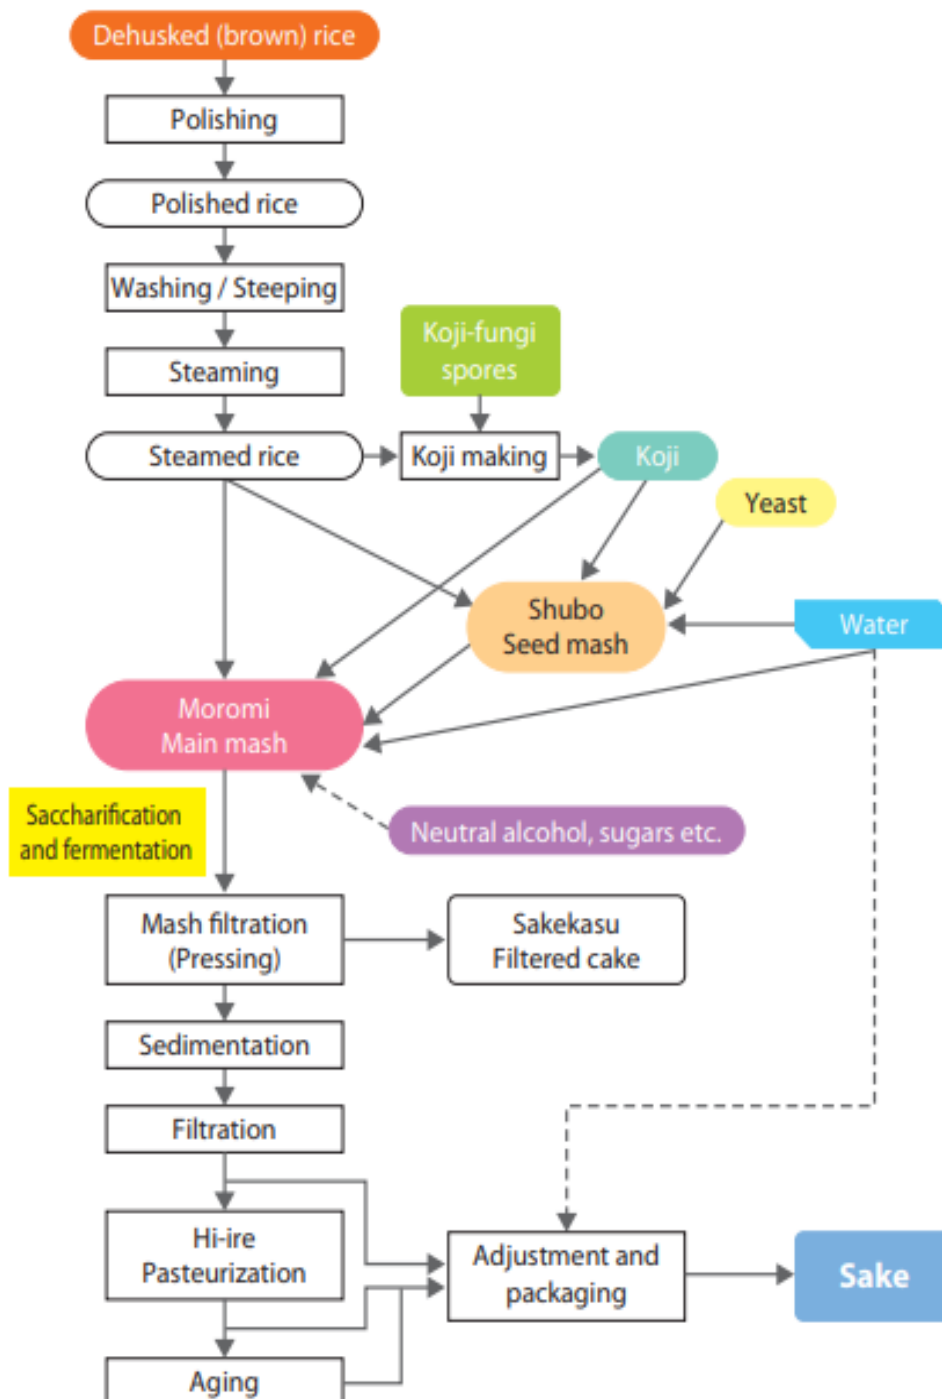 Dehusked (brown) rice
Polishing
Polished rice
Washing / Steeping
Steaming
Koji-fungi
spores
Steamed rice
Koji making
Koji
Yeast
Shubo
Seed mash
Water
Moromi
Main mash
Saccharification
and fermentation
Neutral alcohol, sugars etc.
Mash filtration
(Pressing)
Sakekasu
Filtered cake
Sedimentation
Filtration
Hi-ire
Pasteurization
Adjustment and
packaging
Sake
Aging